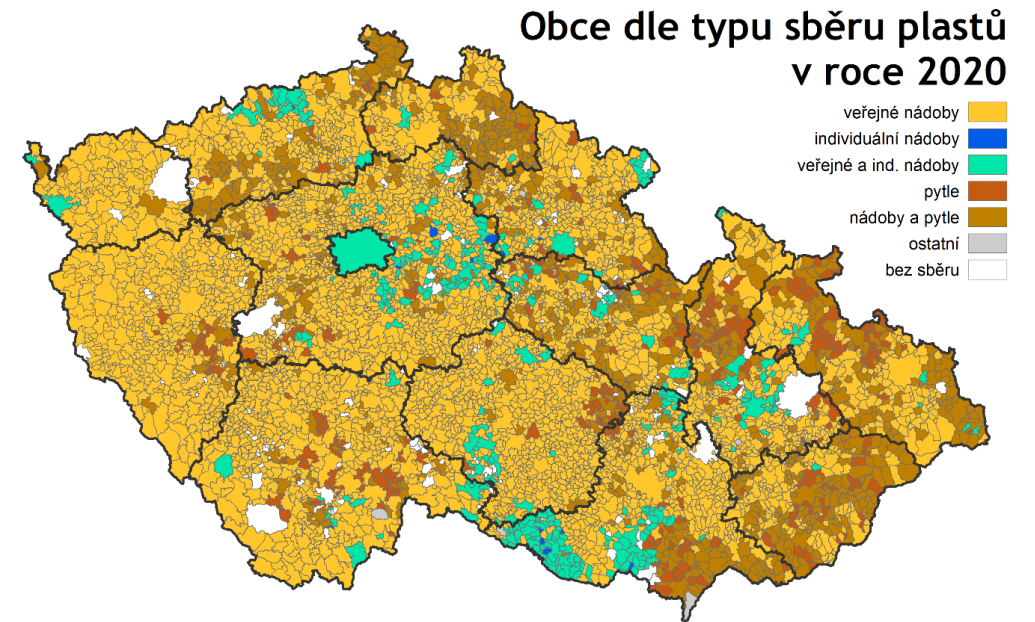 Obce dle typu sběru plastů
v roce 2020
veřejné nádoby
individuální nádoby
veřejné a ind. nádoby
pytle
nádoby a pytle
ostatní
bez sběru